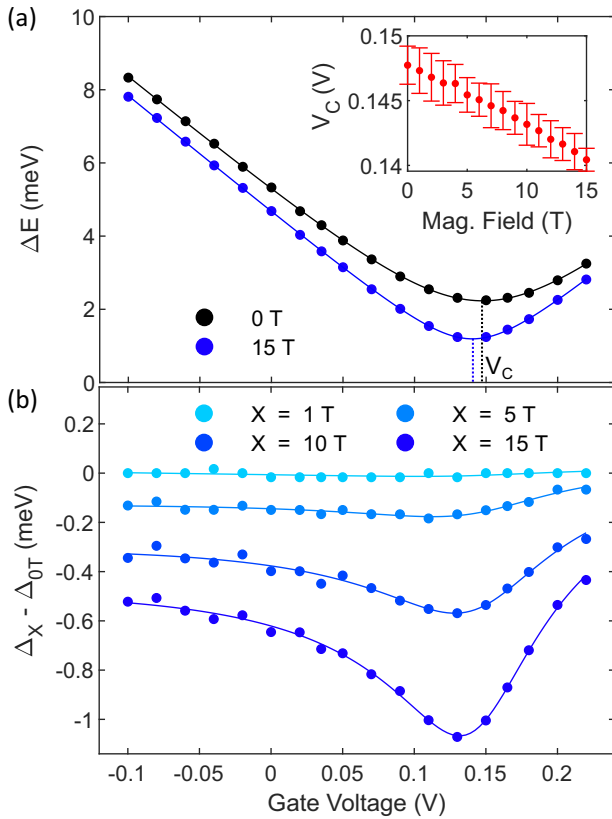 (a)
10
8
6
4
2
0
ΔE (meV)
0 T
15 T
V_C
0.15
0.145
0.14
V_C (V)
0
5
10
15
Mag. Field (T)
(b)
X = 1 T
X = 5 T
X = 10 T
X = 15 T
0.2
0
-0.2
-0.4
-0.6
-0.8
-1
Δ_X - Δ_0T (meV)
-0.1
-0.05
0
0.05
0.1
0.15
0.2
Gate Voltage (V)